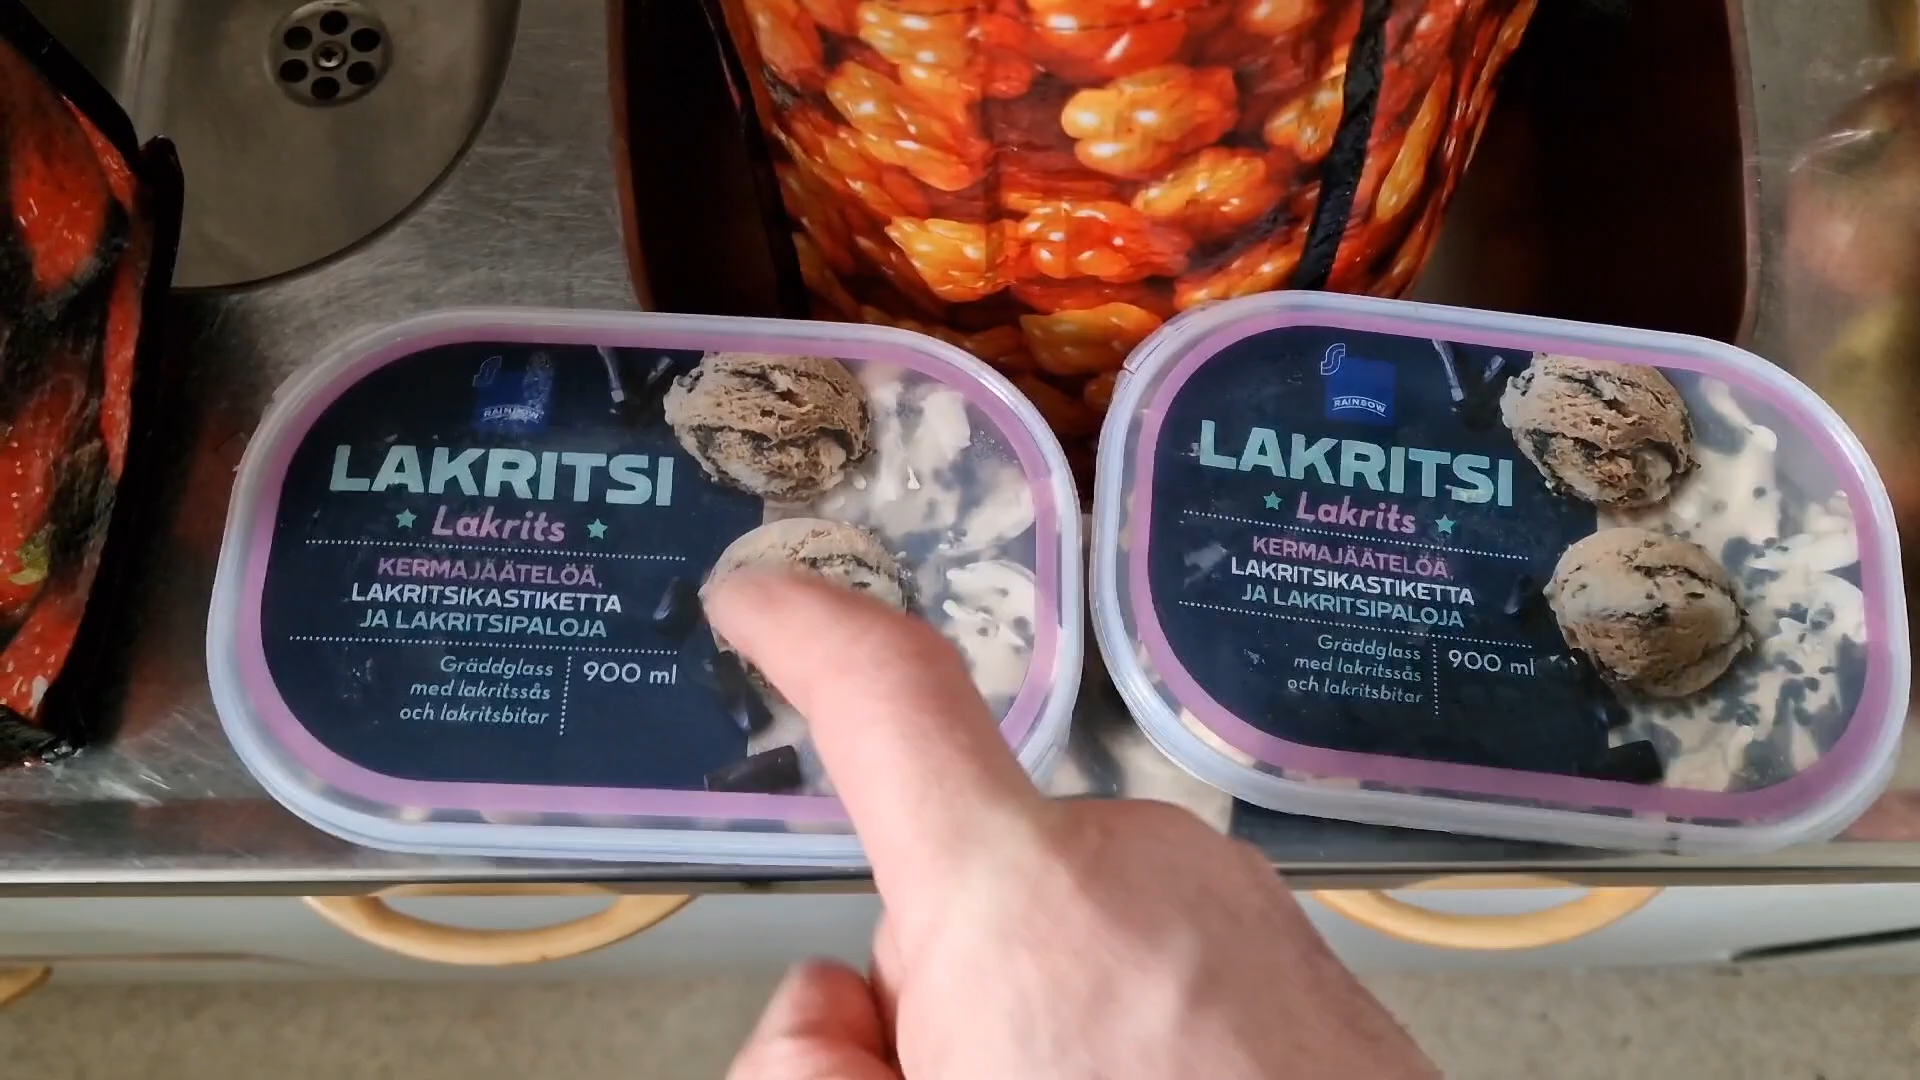 RAINBOW
LAKRITSI
Lakrits
KERMAJÄÄTELÖÄ,
LAKRITSIKASTIKETTA
JA LAKRITSIPALOJA
Gräddglass
med lakritssås
och lakritsbitar
900 ml
RAINBOW
LAKRITSI
Lakrits
KERMAJÄÄTELÖÄ,
LAKRITSIKASTIKETTA
JA LAKRITSIPALOJA
Gräddglass
med lakritssås
och lakritsbitar
900 ml